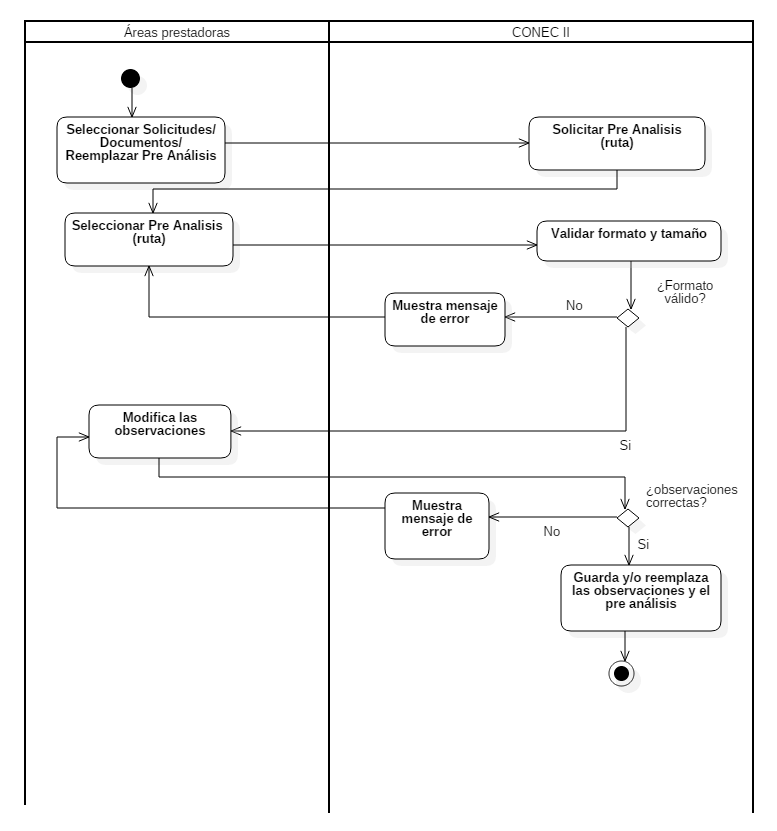 Áreas prestadoras
CONEC II
Seleccionar Solicitudes/
Documentos/
Reemplazar Pre Análisis
Solicitar Pre Analisis
(ruta)
Seleccionar Pre Analisis
(ruta)
Validar formato y tamaño
¿Formato
válido?
No
Muestra mensaje
de error
Modifica las
observaciones
Si
¿observaciones
correctas?
Muestra
mensaje de
error
No
Si
Guarda y/o reemplaza
las observaciones y el
pre análisis